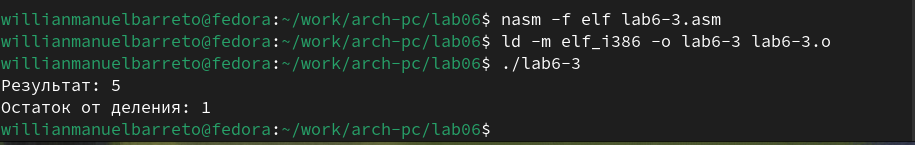 willianmanuelbarreto@fedora:~/work/arch-pc/lab06$ nasm -f elf lab6-3.asm
willianmanuelbarreto@fedora:~/work/arch-pc/lab06$ ld -m elf_i386 -o lab6-3 lab6-3.o
willianmanuelbarreto@fedora:~/work/arch-pc/lab06$ ./lab6-3
Результат: 5
Остаток от деления: 1
willianmanuelbarreto@fedora:~/work/arch-pc/lab06$